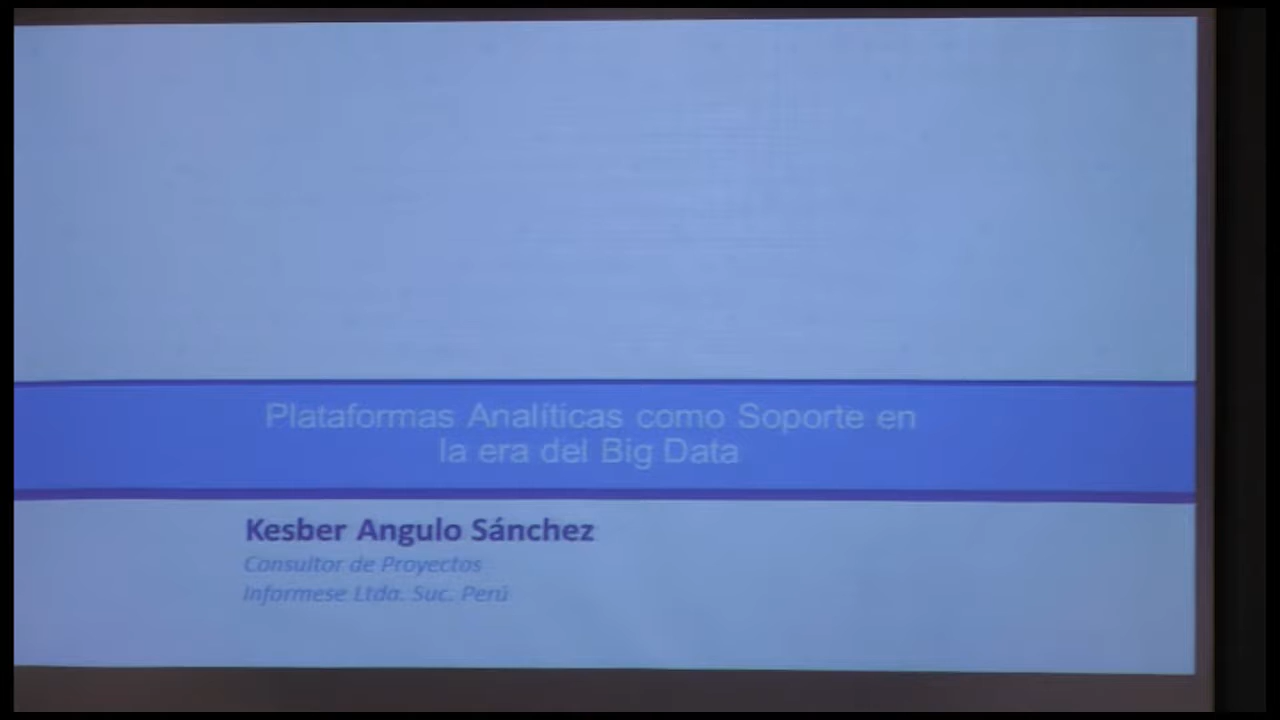 Plataformas Analíticas como Soporte en
la era del Big Data
Kesber Angulo Sánchez
Consultor de Proyectos
Informese Ltda. Suc. Perú